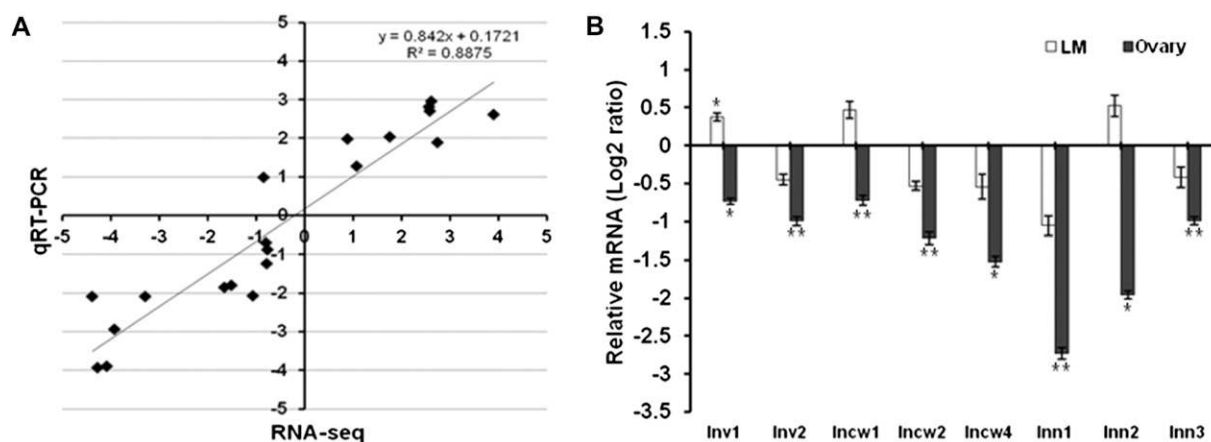 A
5
4
3
2
1
0
-1
-2
-3
-4
-5
-5 -4 -3 -2 -1 0 1 2 3 4 5
y = 0.842x + 0.1721
R² = 0.8875
qRT-PCR
RNA-seq
B
LM Ovary
1.5
1
0.5
0
-0.5
-1
-1.5
-2
-2.5
-3
-3.5
Relative mRNA (Log2 ratio)
* * ** ** ** * ** * **
Inv1 Inv2 Incw1 Incw2 Incw4 Inn1 Inn2 Inn3